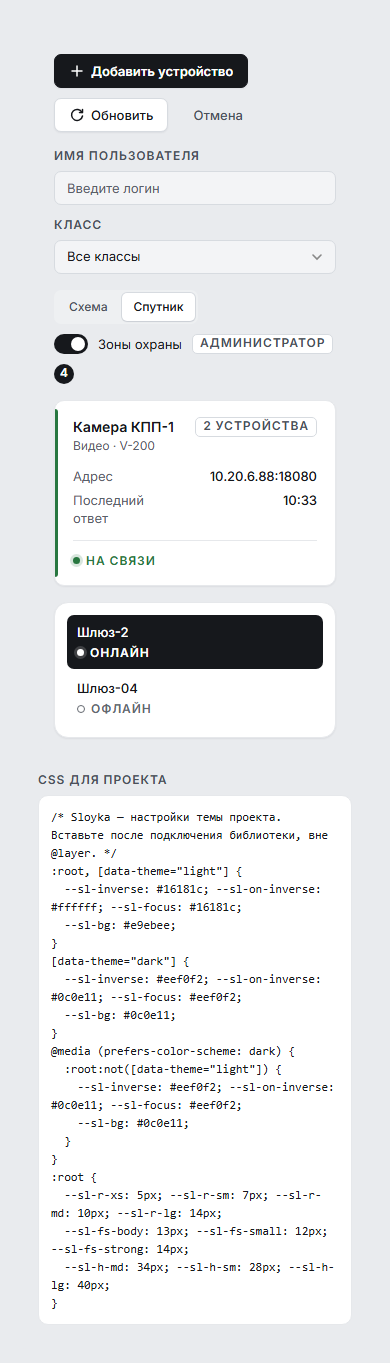 Добавить устройство
Обновить Отмена
ИМЯ ПОЛЬЗОВАТЕЛЯ
Введите логин
КЛАСС
Все классы
Схема Спутник
Зоны охраны АДМИНИСТРАТОР
4
Камера КПП-1 2 УСТРОЙСТВА
Видео · V-200
Адрес 10.20.6.88:18080
Последний 10:33
ответ
НА СВЯЗИ
Шлюз-2
ОНЛАЙН
Шлюз-04
ОФЛАЙН
CSS ДЛЯ ПРОЕКТА
/* Sloyka — настройки темы проекта.
Вставьте после подключения библиотеки, вне
@layer. */
:root, [data-theme="light"] {
  --sl-inverse: #16181c; --sl-on-inverse:
#ffffff; --sl-focus: #16181c;
  --sl-bg: #e9ebee;
}
[data-theme="dark"] {
  --sl-inverse: #eef0f2; --sl-on-inverse:
#0c0e11; --sl-focus: #eef0f2;
  --sl-bg: #0c0e11;
}
@media (prefers-color-scheme: dark) {
  :root:not([data-theme="light"]) {
    --sl-inverse: #eef0f2; --sl-on-inverse:
#0c0e11; --sl-focus: #eef0f2;
    --sl-bg: #0c0e11;
  }
}
:root {
  --sl-r-xs: 5px; --sl-r-sm: 7px; --sl-r-
md: 10px; --sl-r-lg: 14px;
  --sl-fs-body: 13px; --sl-fs-small: 12px;
--sl-fs-strong: 14px;
  --sl-h-md: 34px; --sl-h-sm: 28px; --sl-h-
lg: 40px;
}